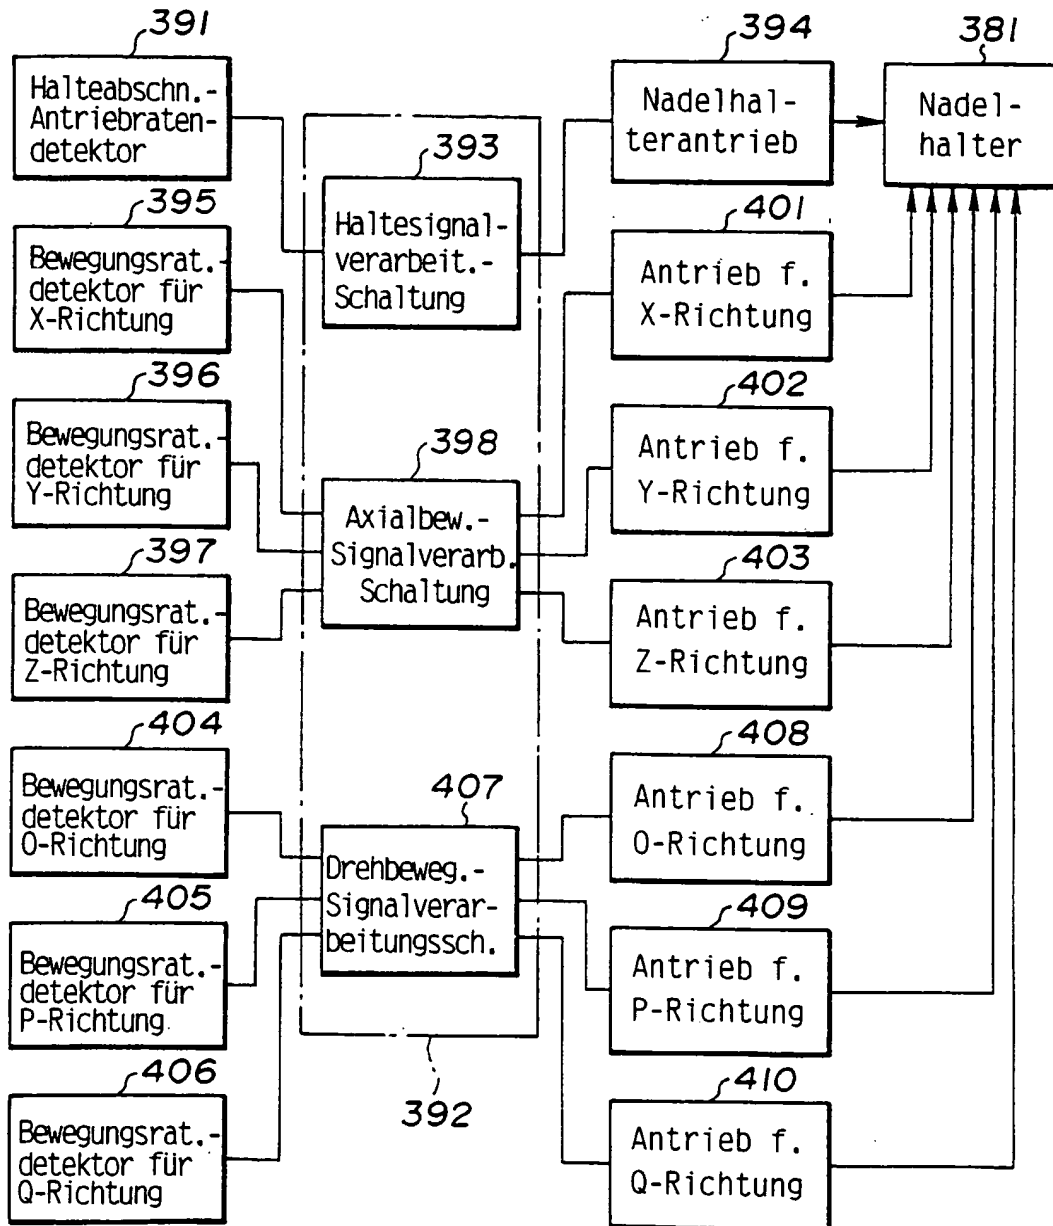 391
Halteabschn.-
Antriebraten-
detektor
395
Bewegungsrat.-
detektor für
X-Richtung
396
Bewegungsrat.-
detektor für
Y-Richtung
397
Bewegungsrat.-
detektor für
Z-Richtung
404
Bewegungsrat.-
detektor für
O-Richtung
405
Bewegungsrat.-
detektor für
P-Richtung
406
Bewegungsrat.-
detektor für
Q-Richtung
393
Haltesignal-
verarbeit.-
Schaltung
398
Axialbew.-
Signalverarb.
Schaltung
407
Drehbeweg.-
Signalverar-
beitungssch.
392
394
Nadelhal-
terantrieb
401
Antrieb f.
X-Richtung
402
Antrieb f.
Y-Richtung
403
Antrieb f.
Z-Richtung
408
Antrieb f.
O-Richtung
409
Antrieb f.
P-Richtung
410
Antrieb f.
Q-Richtung
381
Nadel-
halter